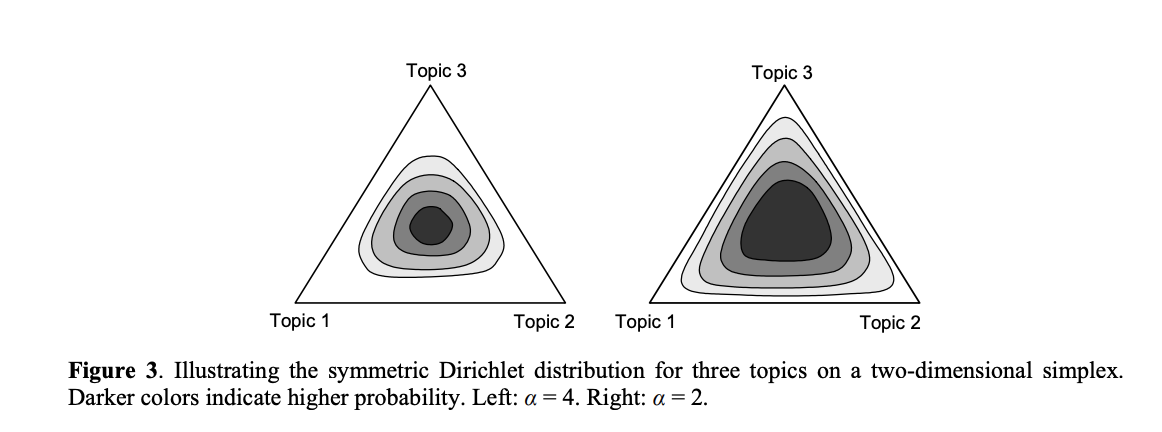 Topic 3
Topic 3
Topic 1
Topic 2
Topic 1
Topic 2
Figure 3. Illustrating the symmetric Dirichlet distribution for three topics on a two-dimensional simplex.
Darker colors indicate higher probability. Left: α = 4. Right: α = 2.